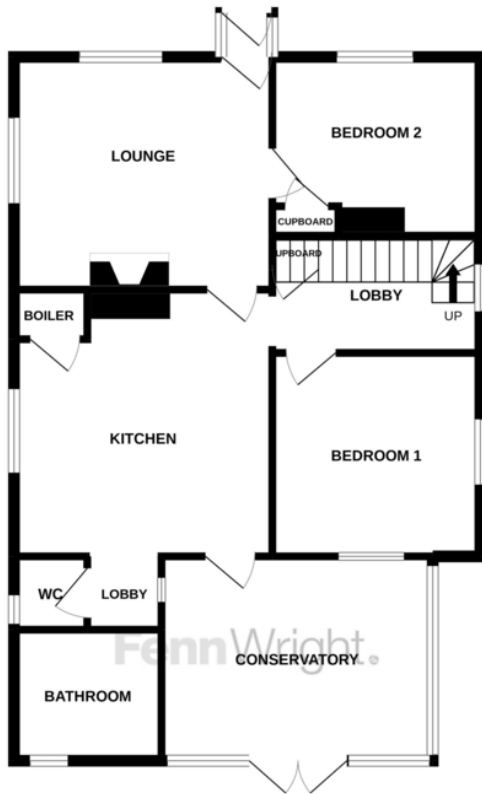 LOUNGE
BEDROOM 2
CUPBOARD
UPBOARD
LOBBY
UP
BOILER
KITCHEN
BEDROOM 1
WC
LOBBY
FennWright.
CONSERVATORY
BATHROOM